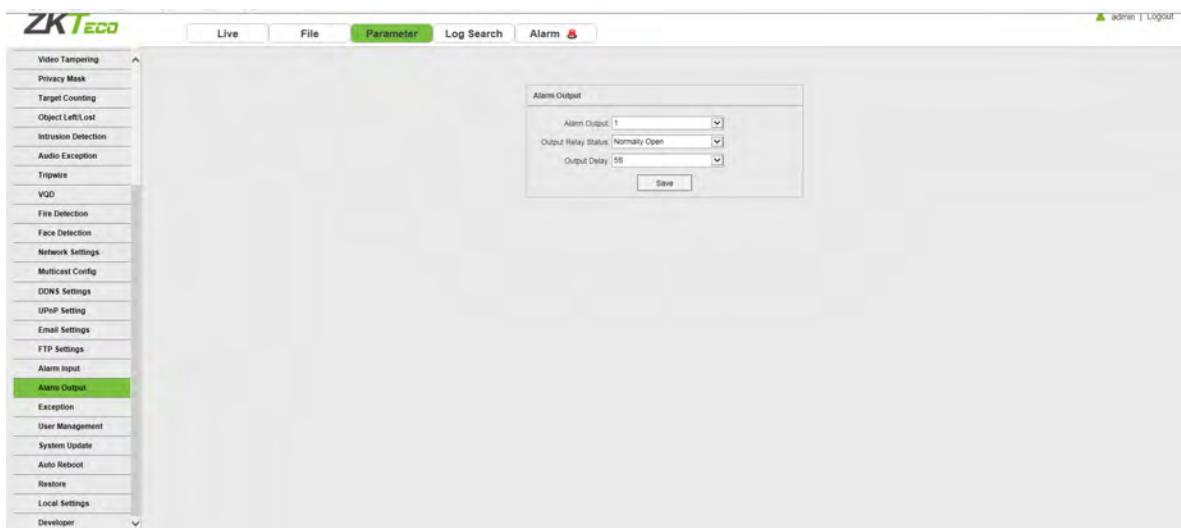 ZKTeco
admin | Logout
Live
File
Parameter
Log Search
Alarm
Video Tampering
Privacy Mask
Target Counting
Object Left/Lost
Intrusion Detection
Audio Exception
Tripwire
VQD
Fire Detection
Face Detection
Network Settings
Multicast Config
DDNS Settings
UPnP Setting
Email Settings
FTP Settings
Alarm Input
Alarm Output
Exception
User Management
System Update
Auto Reboot
Restore
Local Settings
Developer
Alarm Output
Alarm Output 1
Output Relay Status Normally Open
Output Delay 5S
Save